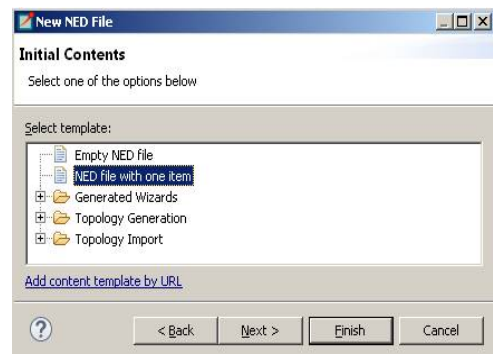 New NED File
Initial Contents
Select one of the options below
Select template:
Empty NED file
NED file with one item
Generated Wizards
Topology Generation
Topology Import
Add content template by URL
?
< Back
Next >
Finish
Cancel